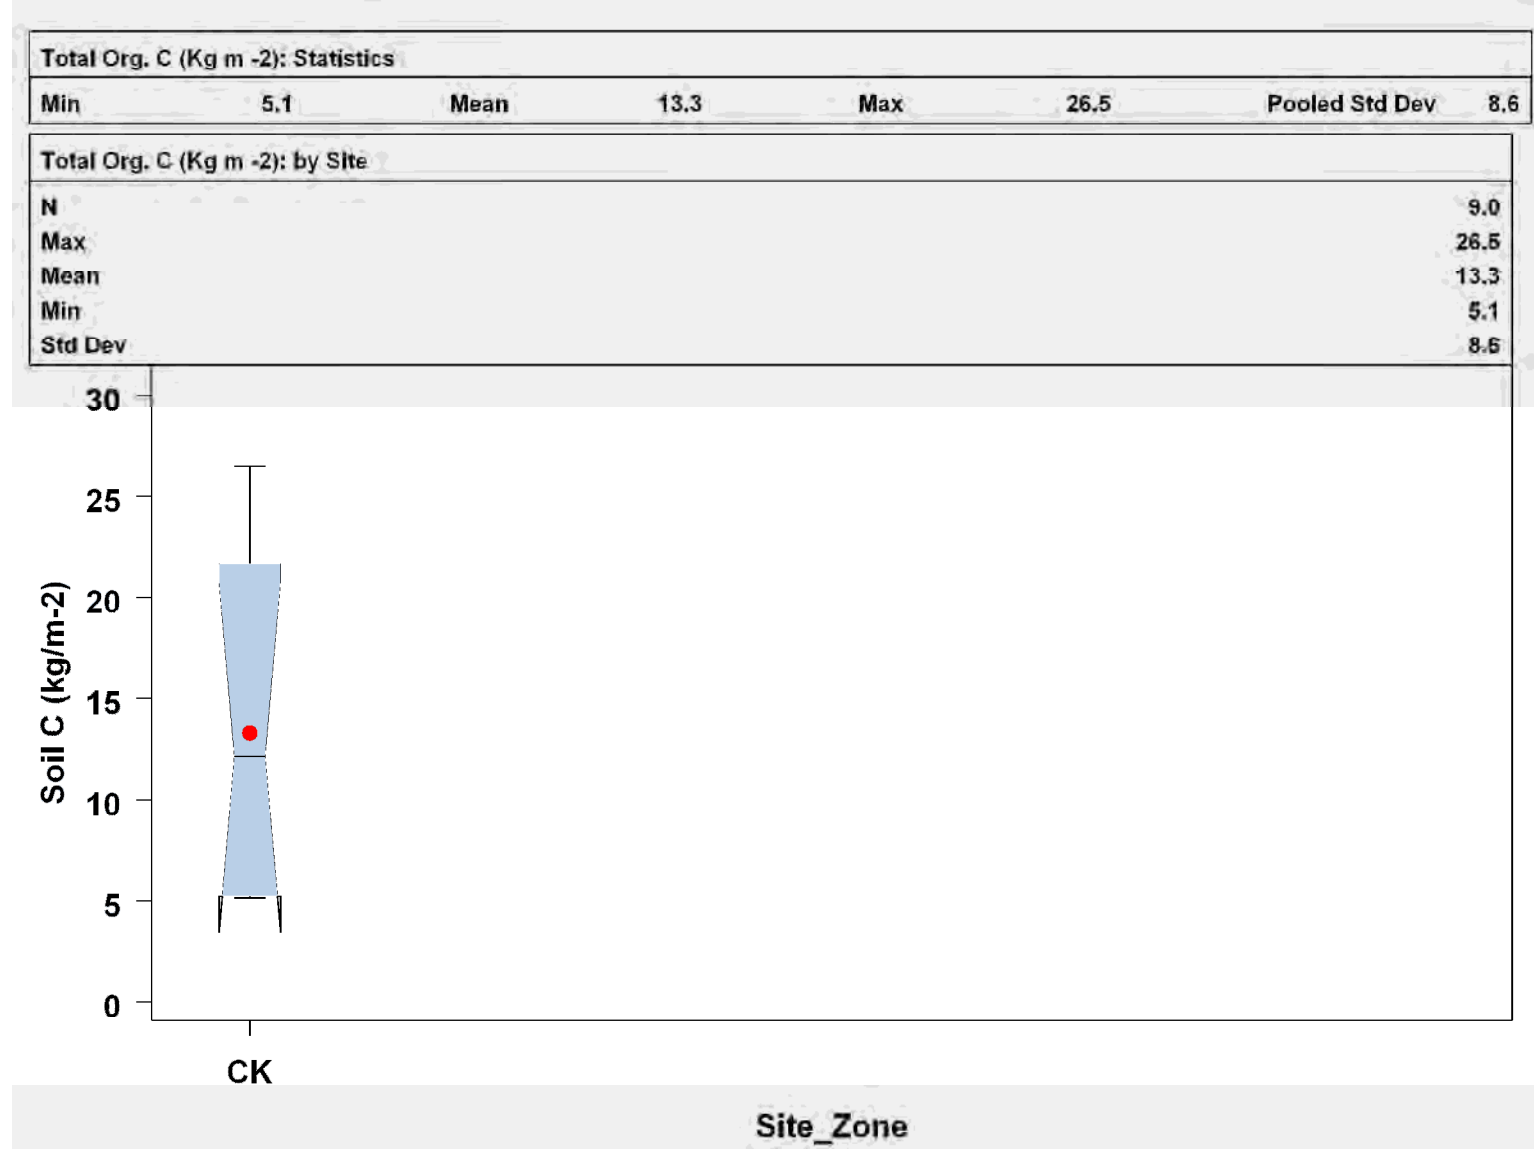 Total Org. C (Kg m -2): Statistics
Min 5.1 Mean 13.3 Max 26.5 Pooled Std Dev 8.6
Total Org. C (Kg m -2): by Site
N 9.0
Max 26.5
Mean 13.3
Min 5.1
Std Dev 8.6
30
25
20
15
10
5
0
Soil C (kg/m-2)
CK
Site_Zone